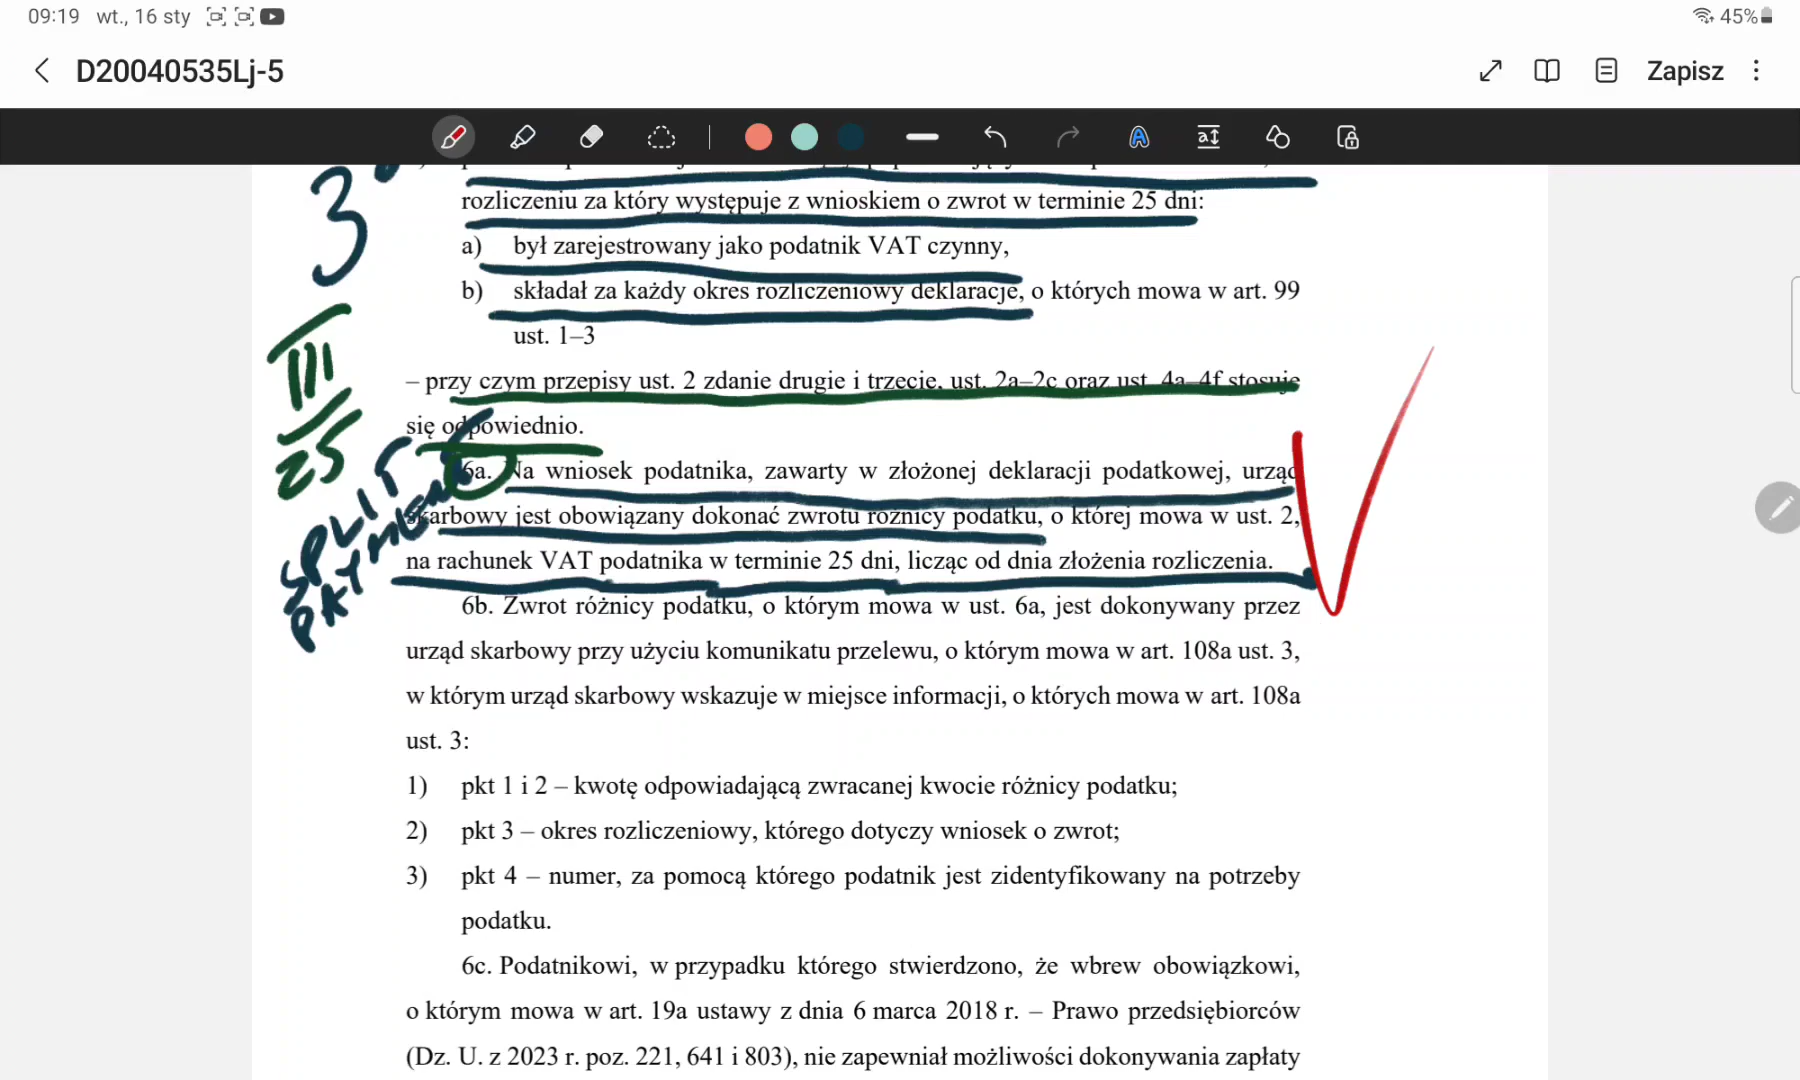 09:19 wt., 16 sty 45%
D20040535Lj-5 Zapisz
A a
3
rozliczeniu za który występuje z wnioskiem o zwrot w terminie 25 dni:
a) był zarejestrowany jako podatnik VAT czynny,
b) składał za każdy okres rozliczeniowy deklaracje, o których mowa w art. 99
ust. 1–3
III
25
– przy czym przepisy ust. 2 zdanie drugie i trzecie, ust. 2a–2c oraz ust. 4a–4f stosuje
się odpowiednio.
SPLIT
PAYMENT
6a. Na wniosek podatnika, zawarty w złożonej deklaracji podatkowej, urząd
skarbowy jest obowiązany dokonać zwrotu różnicy podatku, o której mowa w ust. 2,
na rachunek VAT podatnika w terminie 25 dni, licząc od dnia złożenia rozliczenia.
6b. Zwrot różnicy podatku, o którym mowa w ust. 6a, jest dokonywany przez
urząd skarbowy przy użyciu komunikatu przelewu, o którym mowa w art. 108a ust. 3,
w którym urząd skarbowy wskazuje w miejsce informacji, o których mowa w art. 108a
ust. 3:
1) pkt 1 i 2 – kwotę odpowiadającą zwracanej kwocie różnicy podatku;
2) pkt 3 – okres rozliczeniowy, którego dotyczy wniosek o zwrot;
3) pkt 4 – numer, za pomocą którego podatnik jest zidentyfikowany na potrzeby
podatku.
6c. Podatnikowi, w przypadku którego stwierdzono, że wbrew obowiązkowi,
o którym mowa w art. 19a ustawy z dnia 6 marca 2018 r. – Prawo przedsiębiorców
(Dz. U. z 2023 r. poz. 221, 641 i 803), nie zapewniał możliwości dokonywania zapłaty